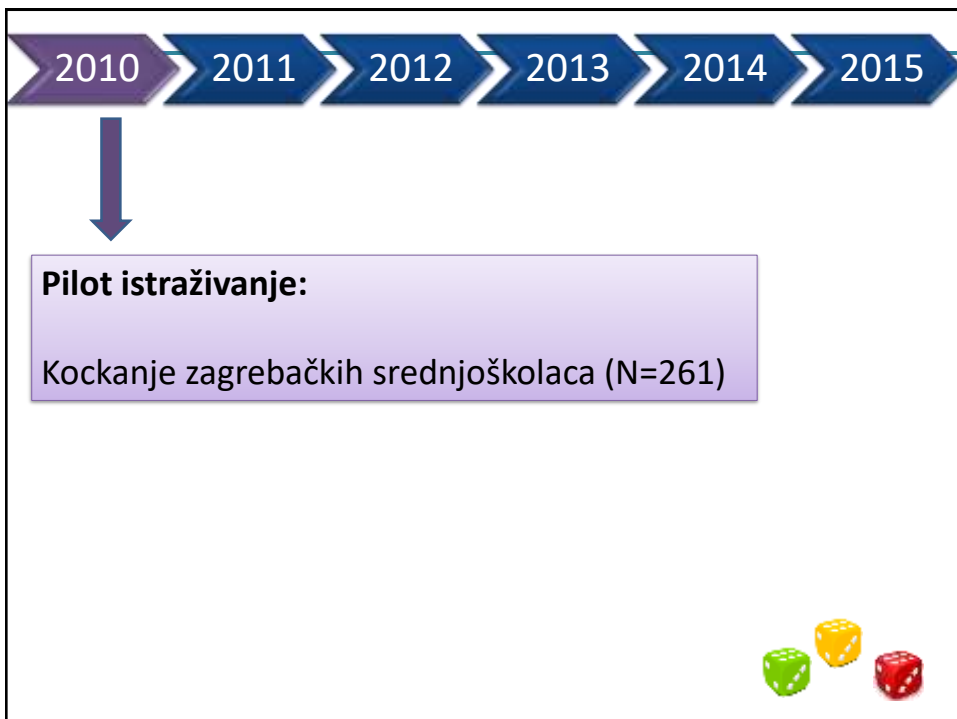 2010 2011 2012 2013 2014 2015
Pilot istraživanje:
Kockanje zagrebačkih srednjoškolaca (N=261)